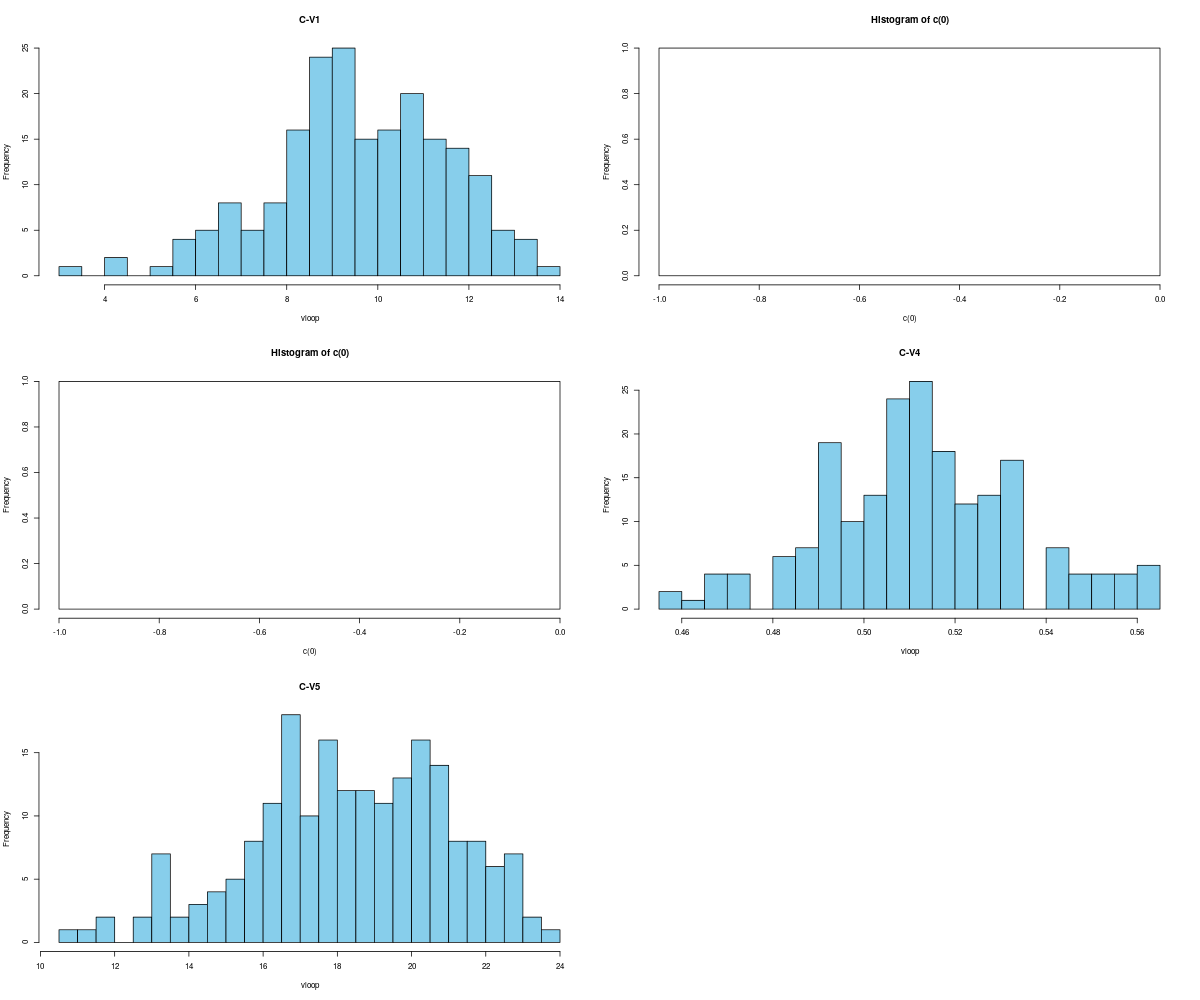 C-V1
Frequency
0 5 10 15 20 25
4 6 8 10 12 14
vloop
Histogram of c(0)
Frequency
0.0 0.2 0.4 0.6 0.8 1.0
-1.0 -0.8 -0.6 -0.4 -0.2 0.0
c(0)
Histogram of c(0)
Frequency
0.0 0.2 0.4 0.6 0.8 1.0
-1.0 -0.8 -0.6 -0.4 -0.2 0.0
c(0)
C-V4
Frequency
0 5 10 15 20 25
0.46 0.48 0.50 0.52 0.54 0.56
vloop
C-V5
Frequency
0 5 10 15
10 12 14 16 18 20 22 24
vloop